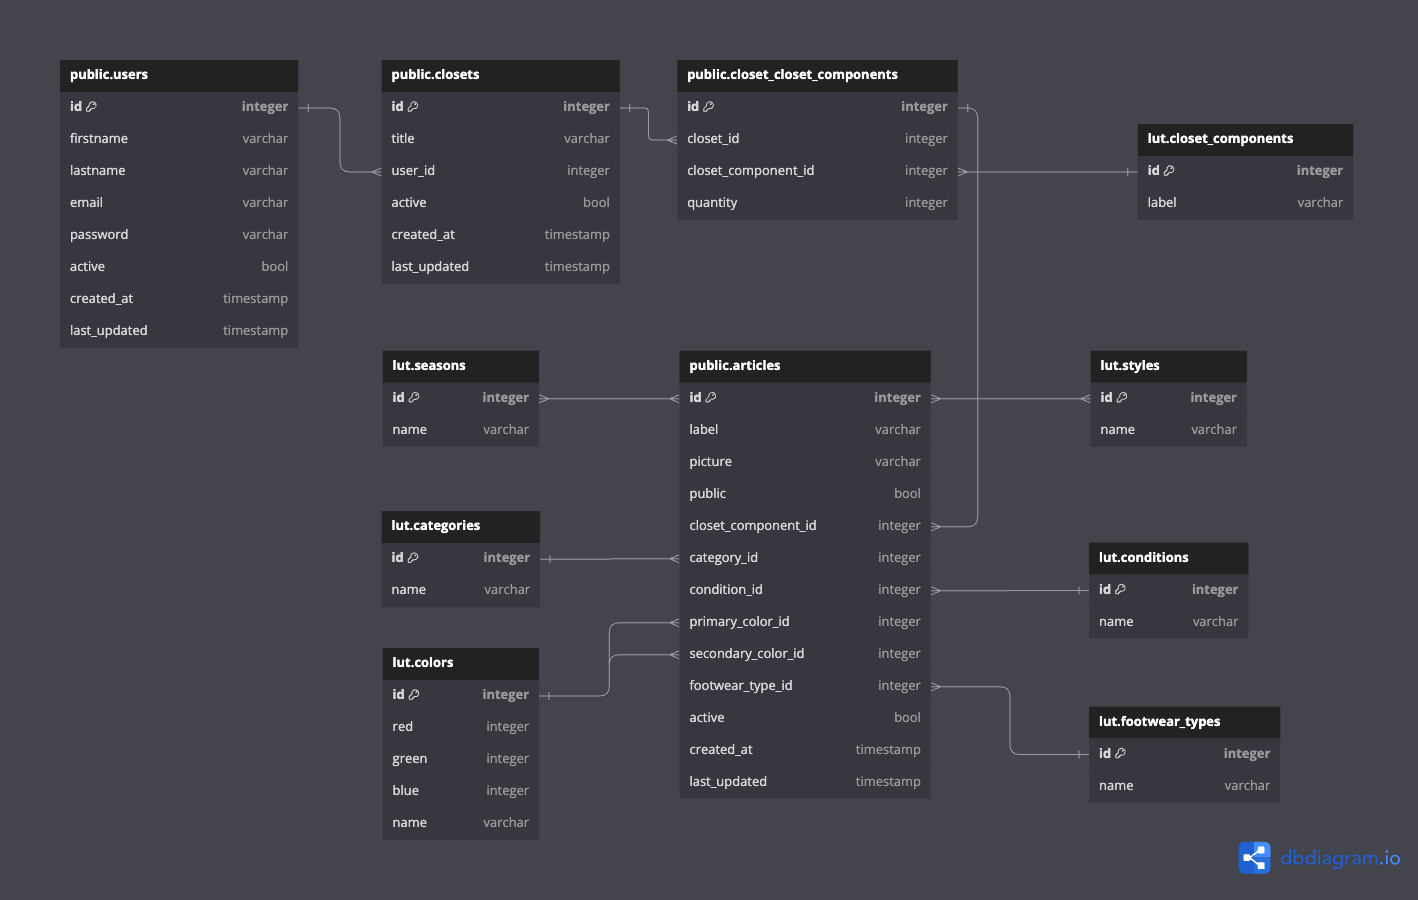 public.users
id integer
firstname varchar
lastname varchar
email varchar
password varchar
active bool
created_at timestamp
last_updated timestamp
public.closets
id integer
title varchar
user_id integer
active bool
created_at timestamp
last_updated timestamp
public.closet_closet_components
id integer
closet_id integer
closet_component_id integer
quantity integer
lut.closet_components
id integer
label varchar
lut.seasons
id integer
name varchar
public.articles
id integer
label varchar
picture varchar
public bool
closet_component_id integer
category_id integer
condition_id integer
primary_color_id integer
secondary_color_id integer
footwear_type_id integer
active bool
created_at timestamp
last_updated timestamp
lut.styles
id integer
name varchar
lut.categories
id integer
name varchar
lut.conditions
id integer
name varchar
lut.colors
id integer
red integer
green integer
blue integer
name varchar
lut.footwear_types
id integer
name varchar
dbdiagram.io